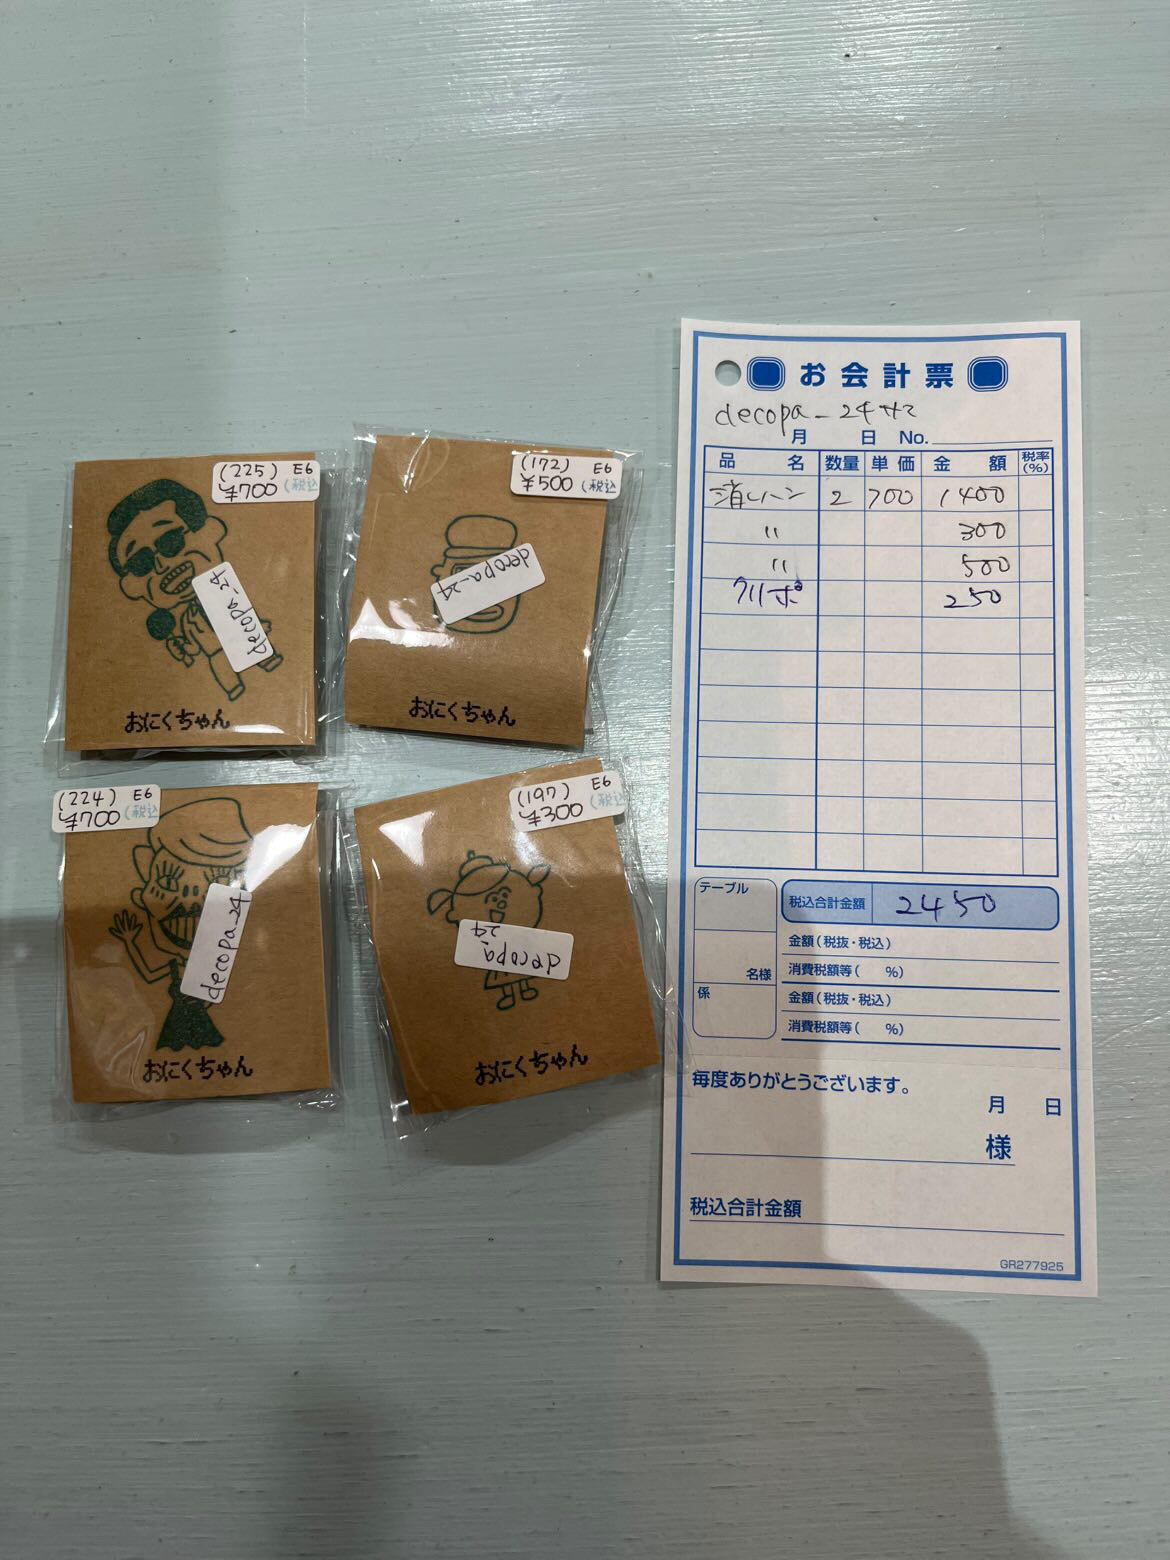 (225) E6
¥700 (税込
decopa_24
おにくちゃん
(172) E6
¥500 (税込
decopa_24
おにくちゃん
(224) E6
¥700 (税込
decopa_24
おにくちゃん
(197) E6
¥300 (税込
decopa_
24
おにくちゃん
お会計票
decopa_24サマ
月 日 No.
品 名 数量 単価 金 額 税率(%)
消しハン 2 700 1400
〃 300
〃 500
クリポ 250
テーブル
名様
係
税込合計金額 2450
金額(税抜・税込)
消費税額等( %)
金額(税抜・税込)
消費税額等( %)
毎度ありがとうございます。
月 日
様
税込合計金額
GR277925